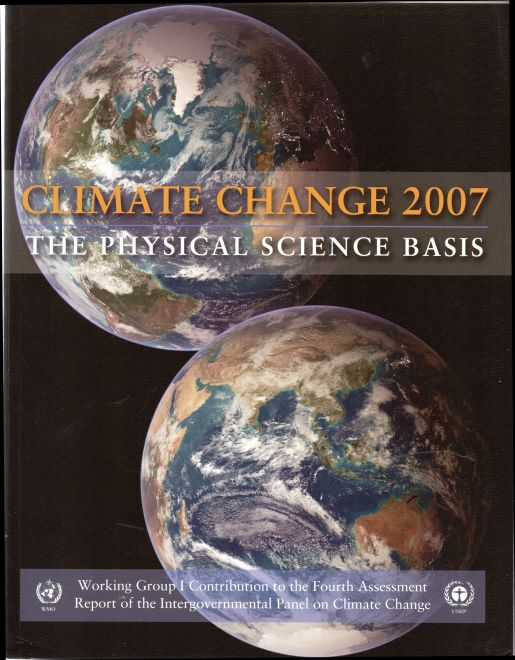 CLIMATE CHANGE 2007
THE PHYSICAL SCIENCE BASIS
Working Group I Contribution to the Fourth Assessment
Report of the Intergovernmental Panel on Climate Change
WMO
UNEP